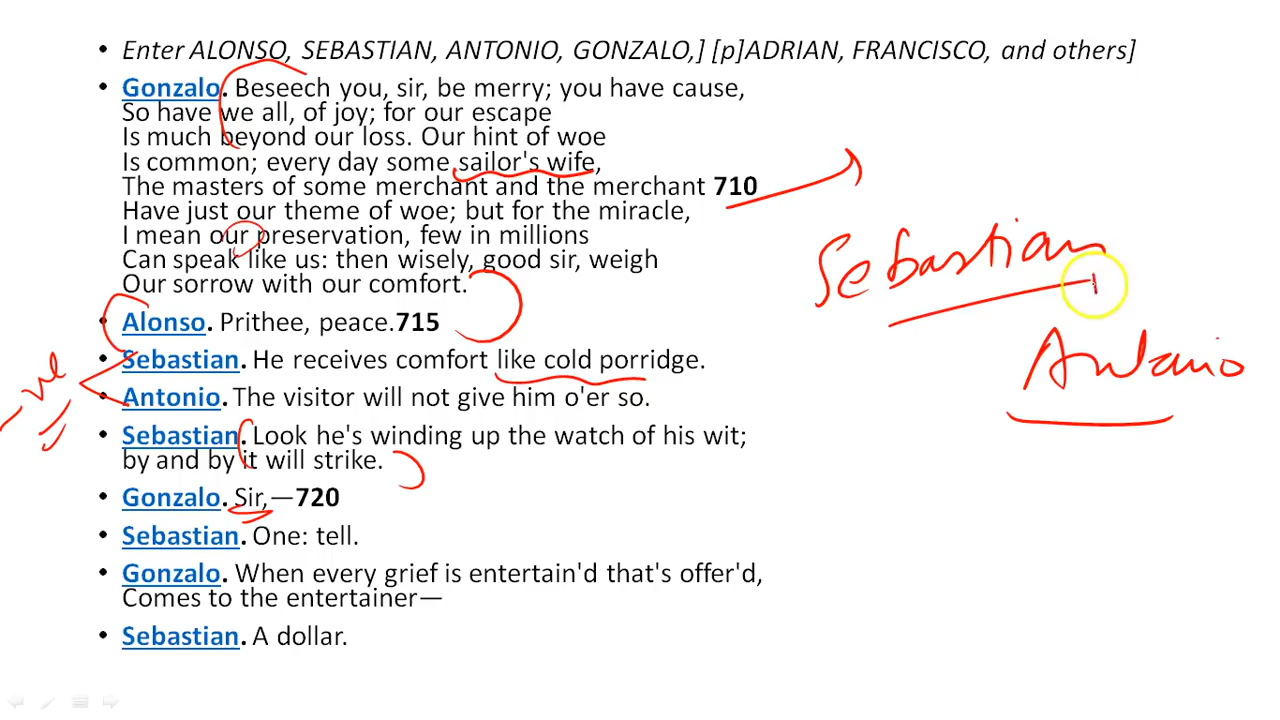 • Enter ALONSO, SEBASTIAN, ANTONIO, GONZALO,] [p]ADRIAN, FRANCISCO, and others]
• Gonzalo. Beseech you, sir, be merry; you have cause,
So have we all, of joy; for our escape
Is much beyond our loss. Our hint of woe
Is common; every day some sailor's wife,
The masters of some merchant and the merchant 710
Have just our theme of woe; but for the miracle,
I mean our preservation, few in millions
Can speak like us: then wisely, good sir, weigh
Our sorrow with our comfort.
• Alonso. Prithee, peace.715
• Sebastian. He receives comfort like cold porridge.
• Antonio. The visitor will not give him o'er so.
• Sebastian. Look he's winding up the watch of his wit;
by and by it will strike.
• Gonzalo. Sir,—720
• Sebastian. One: tell.
• Gonzalo. When every grief is entertain'd that's offer'd,
Comes to the entertainer—
• Sebastian. A dollar.
Sebastian
Antonio
-ve